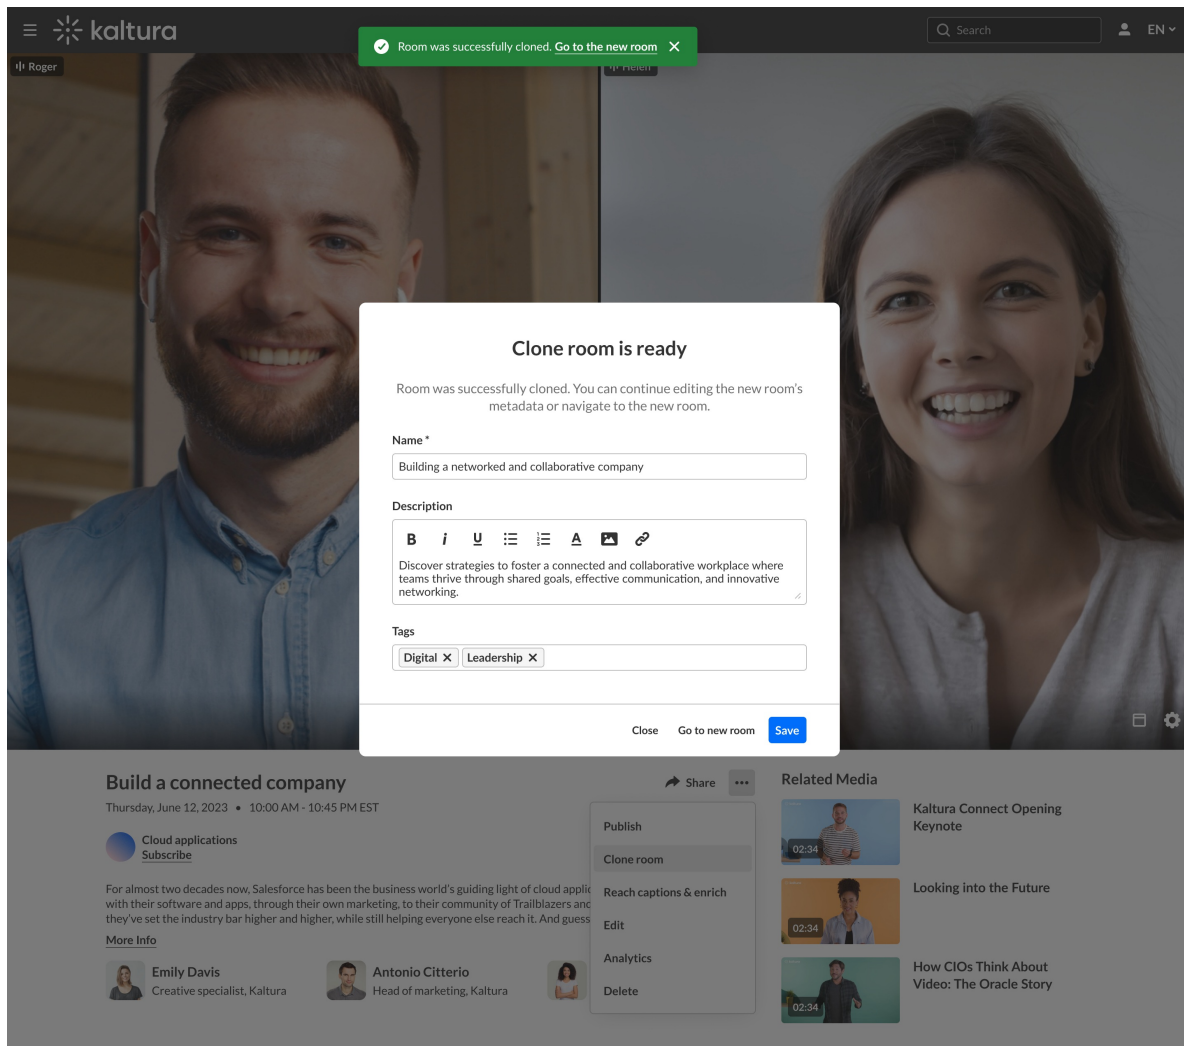 kaltura
Room was successfully cloned. Go to the new room
Search
EN
Roger
Helen
Clone room is ready
Room was successfully cloned. You can continue editing the new room's
metadata or navigate to the new room.
Name *
Building a networked and collaborative company
Description
B i U A
Discover strategies to foster a connected and collaborative workplace where
teams thrive through shared goals, effective communication, and innovative
networking.
Tags
Digital Leadership
Close Go to new room Save
Build a connected company
Thursday, June 12, 2023 • 10:00 AM - 10:45 PM EST
Cloud applications
Subscribe
For almost two decades now, Salesforce has been the business world's guiding light of cloud applic
with their software and apps, through their own marketing, to their community of Trailblazers and
they've set the industry bar higher and higher, while still helping everyone else reach it. And guess
More Info
Emily Davis
Creative specialist, Kaltura
Antonio Citterio
Head of marketing, Kaltura
Share
Publish
Clone room
Reach captions & enrich
Edit
Analytics
Delete
Related Media
02:34
Kaltura Connect Opening
Keynote
02:34
Looking into the Future
02:34
How CIOs Think About
Video: The Oracle Story